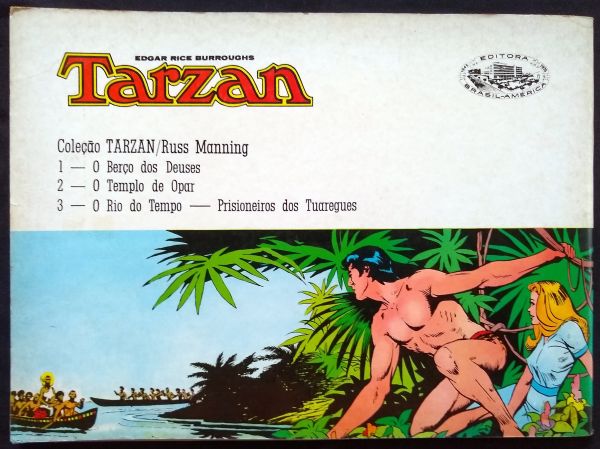 EDGAR RICE BURROUGHS
Tarzan
EDITORA
BRASIL-AMÉRICA
Coleção TARZAN/Russ Manning
1 — O Berço dos Deuses
2 — O Templo de Opar
3 — O Rio do Tempo — Prisioneiros dos Tuaregues